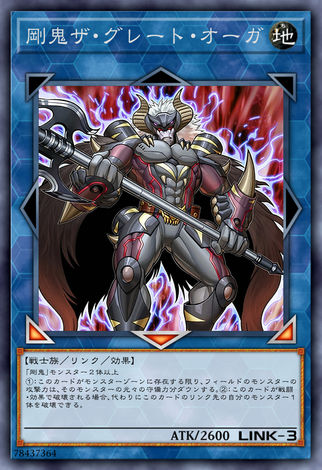 剛鬼ザ・グレート・オーガ
地
【戦士族／リンク／効果】
「剛鬼」モンスター2体以上
①：このカードがモンスターゾーンに存在する限り、フィールドのモンスターの
攻撃力は、そのモンスターの元々の守備力分ダウンする。②：このカードが戦闘
・効果で破壊される場合、代わりにこのカードのリンク先の自分のモンスター1
体を破壊できる。
ATK/2600 LINK-3
78437364